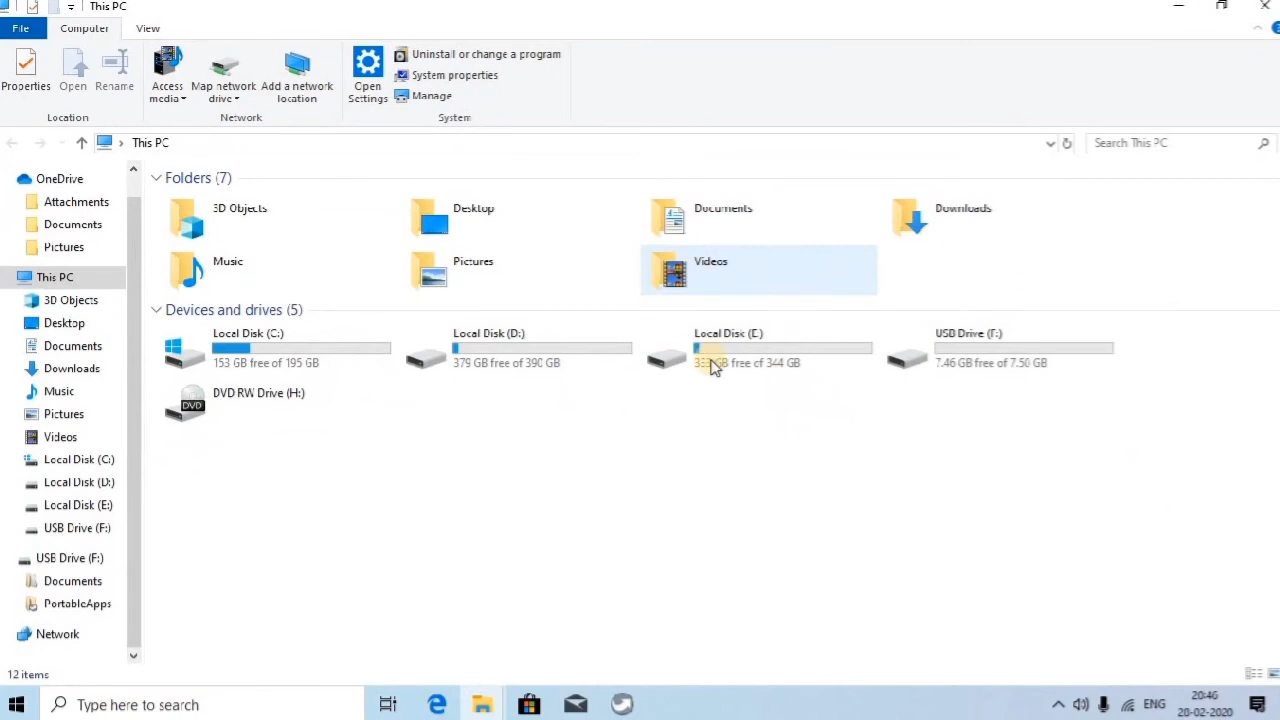 This PC
File Computer View
Properties Open Rename Access media Map network drive Add a network location Open Settings
Uninstall or change a program
System properties
Manage
Location Network System
This PC
Search This PC
OneDrive
Attachments
Documents
Pictures
This PC
3D Objects
Desktop
Documents
Downloads
Music
Pictures
Videos
Local Disk (C:)
Local Disk (D:)
Local Disk (E:)
USB Drive (F:)
USB Drive (F:)
Documents
PortableApps
Network
Folders (7)
3D Objects
Desktop
Documents
Downloads
Music
Pictures
Videos
Devices and drives (5)
Local Disk (C:)
153 GB free of 195 GB
Local Disk (D:)
379 GB free of 390 GB
Local Disk (E:)
GB free of 344 GB
USB Drive (F:)
7.46 GB free of 7.50 GB
DVD RW Drive (H:)
DVD
12 items
Type here to search
ENG
20:46
20-02-2020